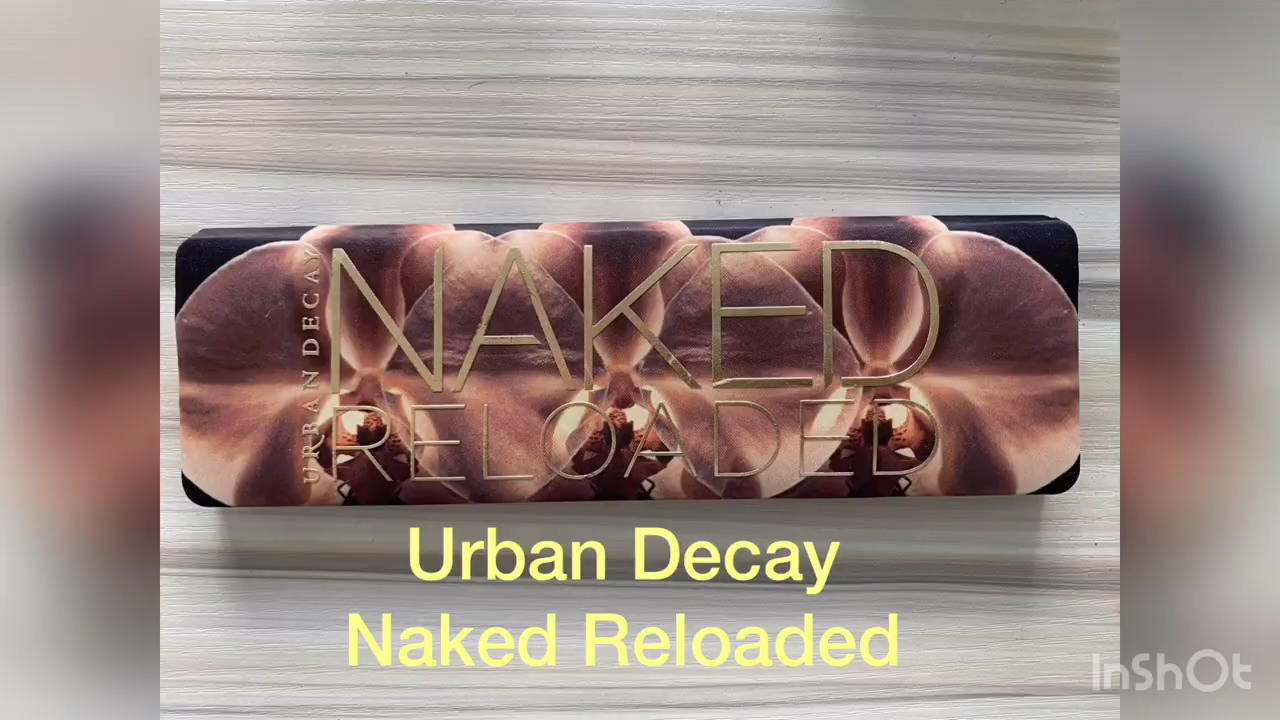 URBAN DECAY
NAKED
RELOADED
Urban Decay
Naked Reloaded
InShOt